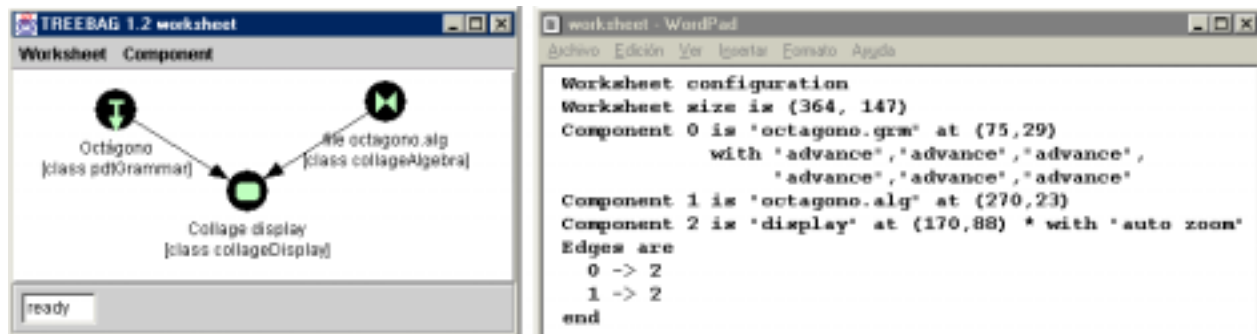 TREEBAG 1.2 worksheet
Worksheet Component
Octágono
[class pdtGrammar]
file octagono.alg
[class collageAlgebra]
Collage display
[class collageDisplay]
ready
worksheet - WordPad
Archivo Edición Ver Insertar Formato Ayuda
Worksheet configuration
Worksheet size is (364, 147)
Component 0 is "octagono.grm" at (75,29)
with "advance","advance","advance",
"advance","advance","advance"
Component 1 is "octagono.alg" at (270,23)
Component 2 is "display" at (170,88) * with "auto zoom"
Edges are
0 -> 2
1 -> 2
end